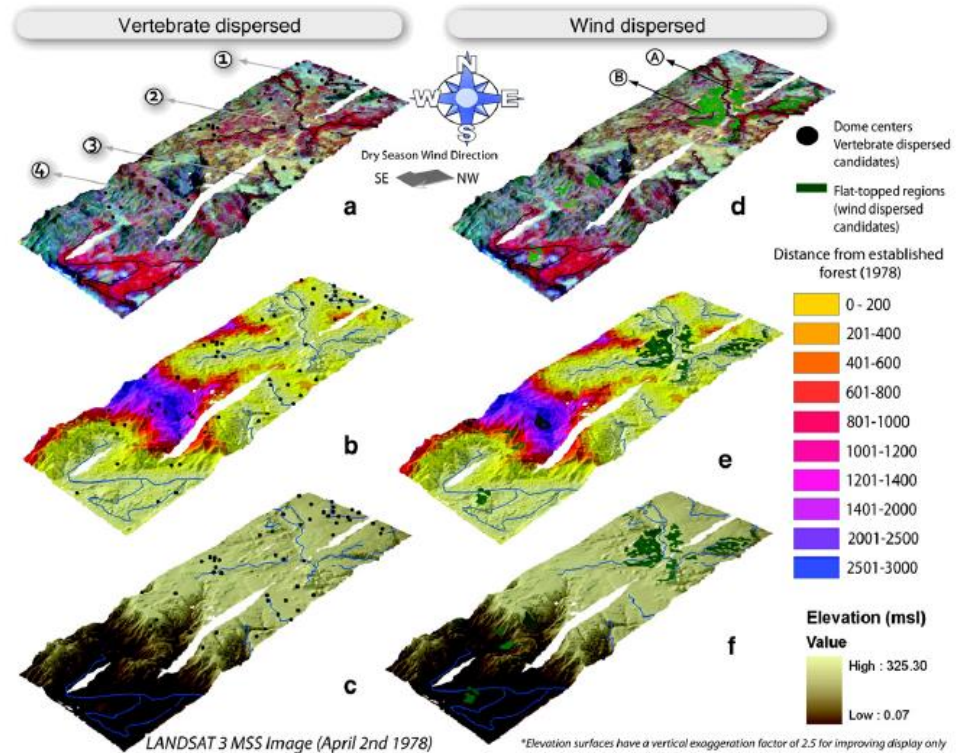 Vertebrate dispersed
Wind dispersed
①
②
③
④
N
W
E
S
Dry Season Wind Direction
SE
NW
a
Ⓐ
Ⓑ
d
Dome centers
Vertebrate dispersed
candidates)
Flat-topped regions
(wind dispersed
candidates)
Distance from established
forest (1978)
0 - 200
201-400
401-600
601-800
801-1000
1001-1200
1201-1400
1401-2000
2001-2500
2501-3000
b
e
c
f
Elevation (msl)
Value
High : 325.30
Low : 0.07
LANDSAT 3 MSS Image (April 2nd 1978)
*Elevation surfaces have a vertical exaggeration factor of 2.5 for improving display only